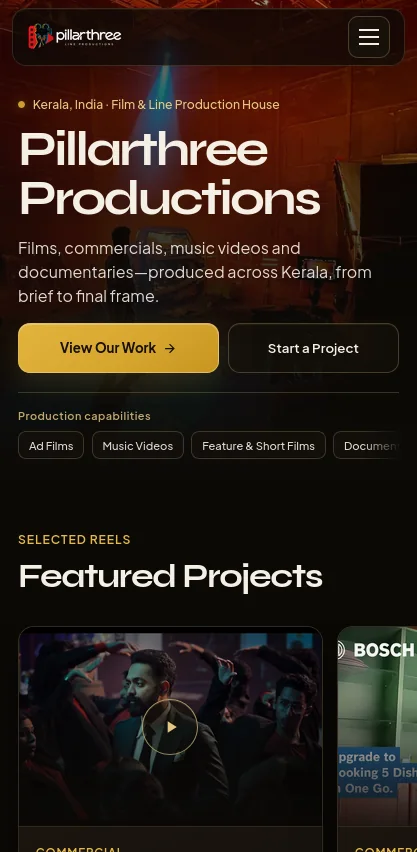 pillarthree
LINE PRODUCTIONS
Kerala, India · Film & Line Production House
Pillarthree
Productions
Films, commercials, music videos and
documentaries—produced across Kerala, from
brief to final frame.
View Our Work →
Start a Project
Production capabilities
Ad Films
Music Videos
Feature & Short Films
Documen
SELECTED REELS
Featured Projects
BOSCH
pgrade to
ooking 5 Dish
One Go.
COMMERCIAL
COMMERC